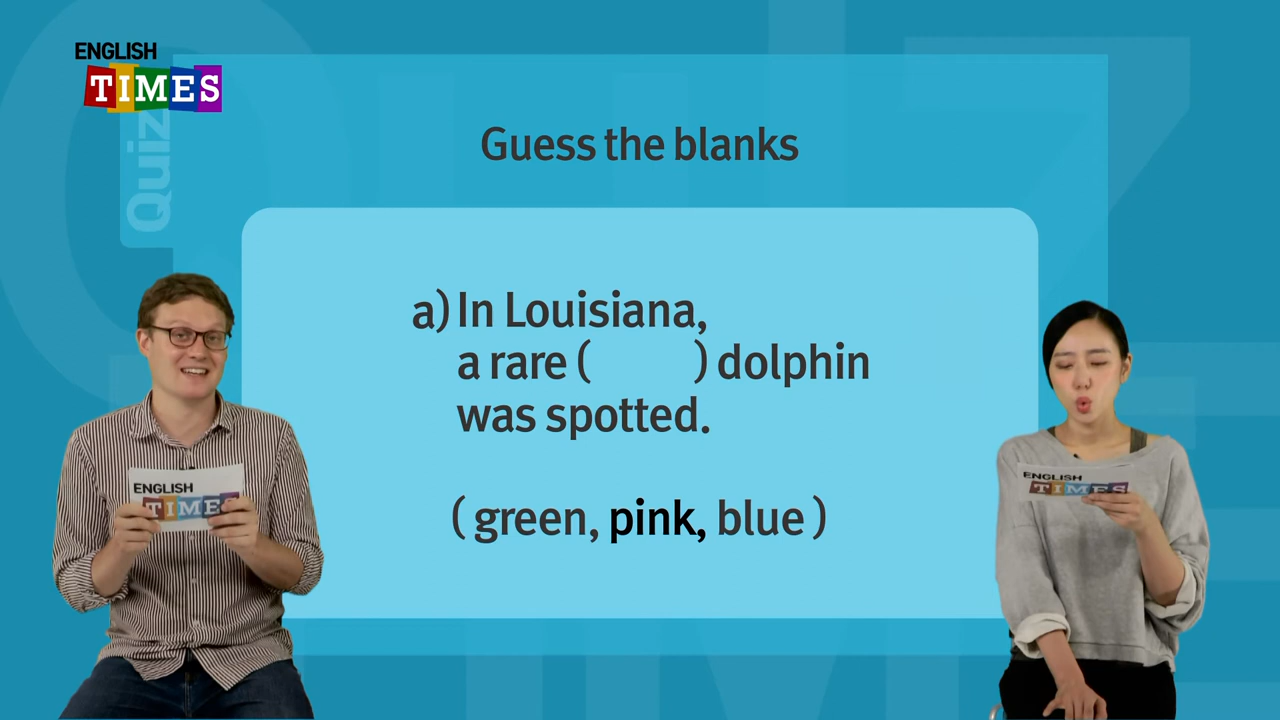 ENGLISH
TIMES
Quiz
Guess the blanks
a) In Louisiana,
a rare (          ) dolphin
was spotted.
( green, pink, blue )
ENGLISH
TIMES
ENGLISH
TIMES